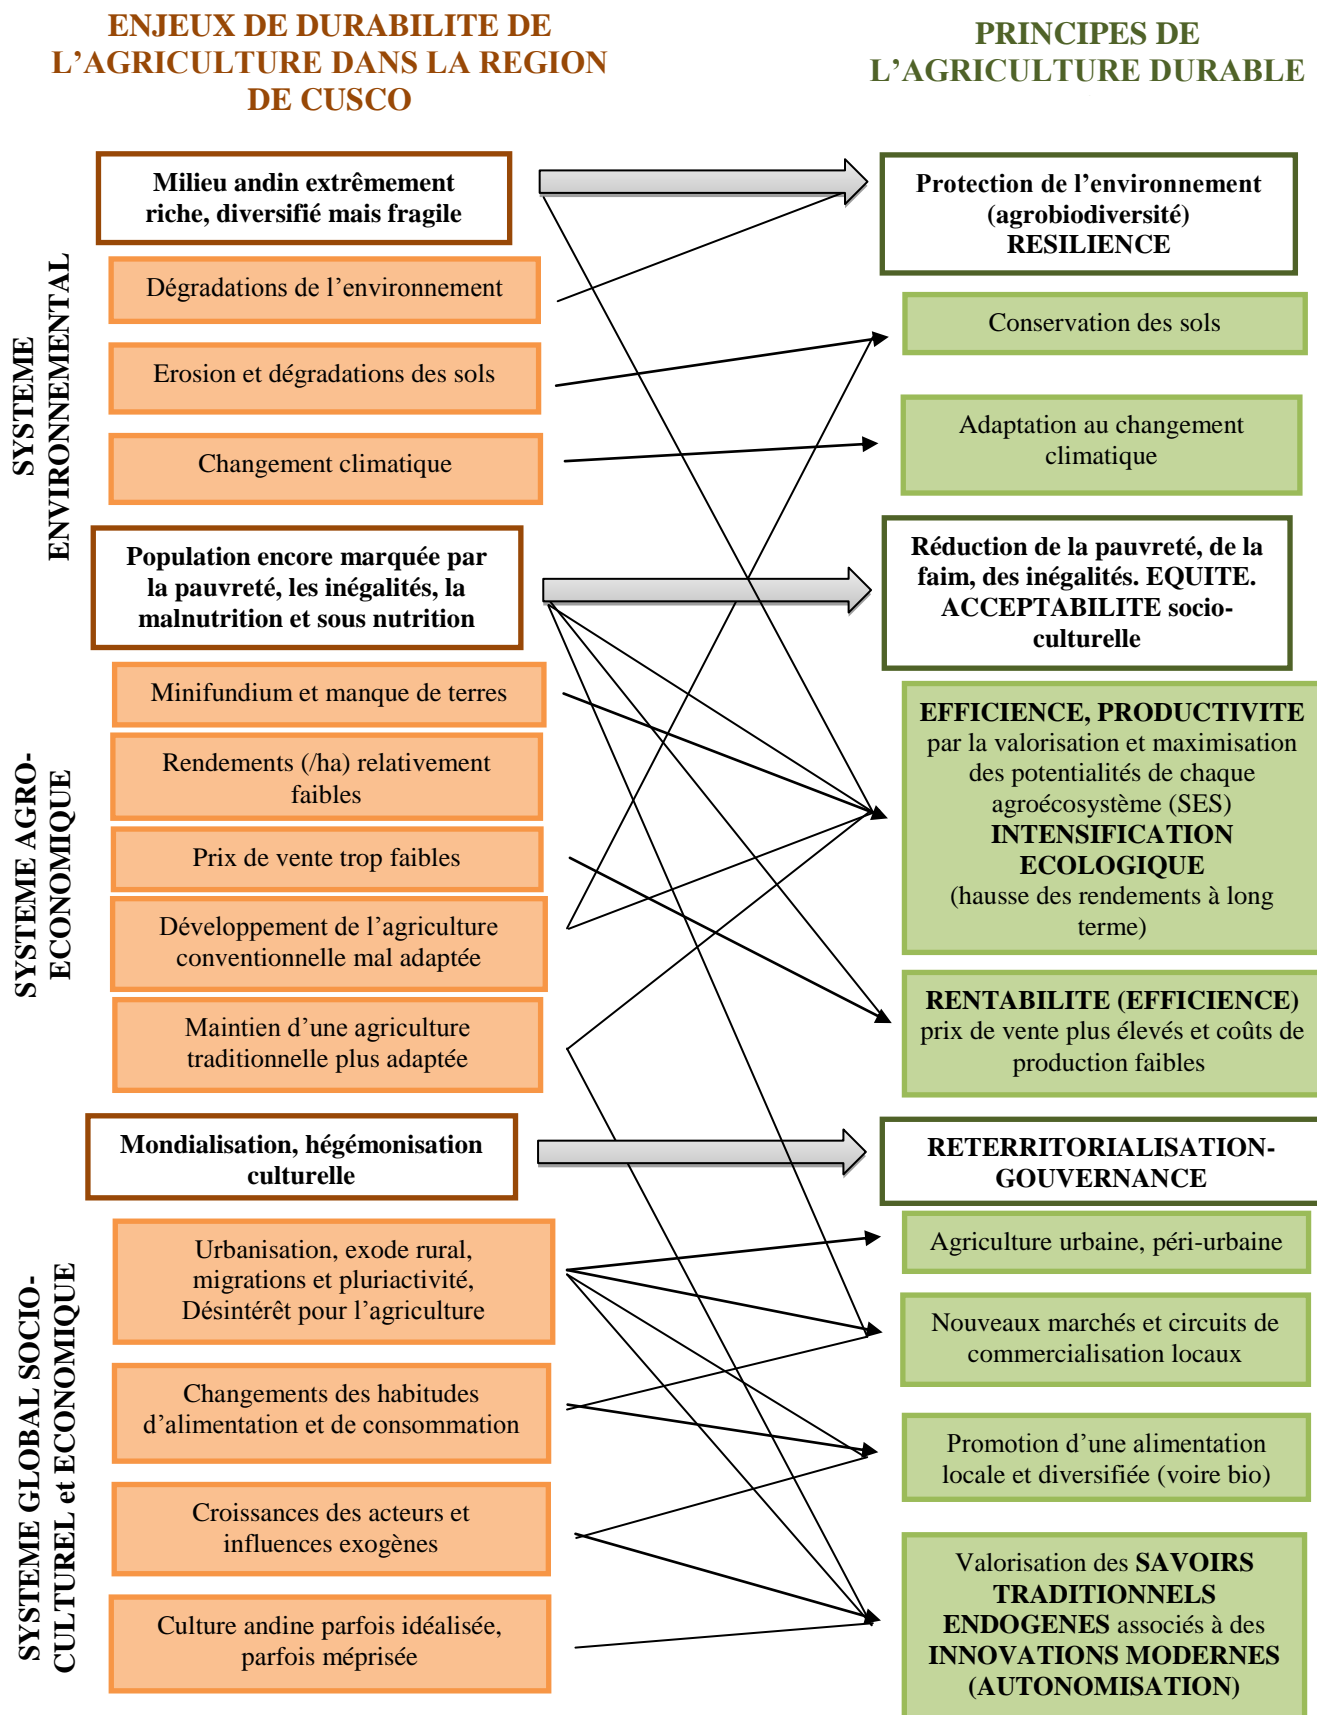 ENJEUX DE DURABILITE DE
L’AGRICULTURE DANS LA REGION
DE CUSCO
PRINCIPES DE
L’AGRICULTURE DURABLE
SYSTEME
ENVIRONNEMENTAL
Milieu andin extrêmement
riche, diversifié mais fragile
Dégradations de l’environnement
Erosion et dégradations des sols
Changement climatique
Protection de l’environnement
(agrobiodiversité)
RESILIENCE
Conservation des sols
Adaptation au changement
climatique
Population encore marquée par
la pauvreté, les inégalités, la
malnutrition et sous nutrition
Réduction de la pauvreté, de la
faim, des inégalités. EQUITE.
ACCEPTABILITE socio-
culturelle
SYSTEME AGRO-
ECONOMIQUE
Minifundium et manque de terres
Rendements (/ha) relativement
faibles
Prix de vente trop faibles
Développement de l’agriculture
conventionnelle mal adaptée
Maintien d’une agriculture
traditionnelle plus adaptée
EFFICIENCE, PRODUCTIVITE
par la valorisation et maximisation
des potentialités de chaque
agroécosystème (SES)
INTENSIFICATION
ECOLOGIQUE
(hausse des rendements à long
terme)
RENTABILITE (EFFICIENCE)
prix de vente plus élevés et coûts de
production faibles
Mondialisation, hégémonisation
culturelle
RETERRITORIALISATION-
GOUVERNANCE
SYSTEME GLOBAL SOCIO-
CULTUREL et ECONOMIQUE
Urbanisation, exode rural,
migrations et pluriactivité,
Désintérêt pour l’agriculture
Changements des habitudes
d’alimentation et de consommation
Croissances des acteurs et
influences exogènes
Culture andine parfois idéalisée,
parfois méprisée
Agriculture urbaine, péri-urbaine
Nouveaux marchés et circuits de
commercialisation locaux
Promotion d’une alimentation
locale et diversifiée (voire bio)
Valorisation des SAVOIRS
TRADITIONNELS
ENDOGENES associés à des
INNOVATIONS MODERNES
(AUTONOMISATION)